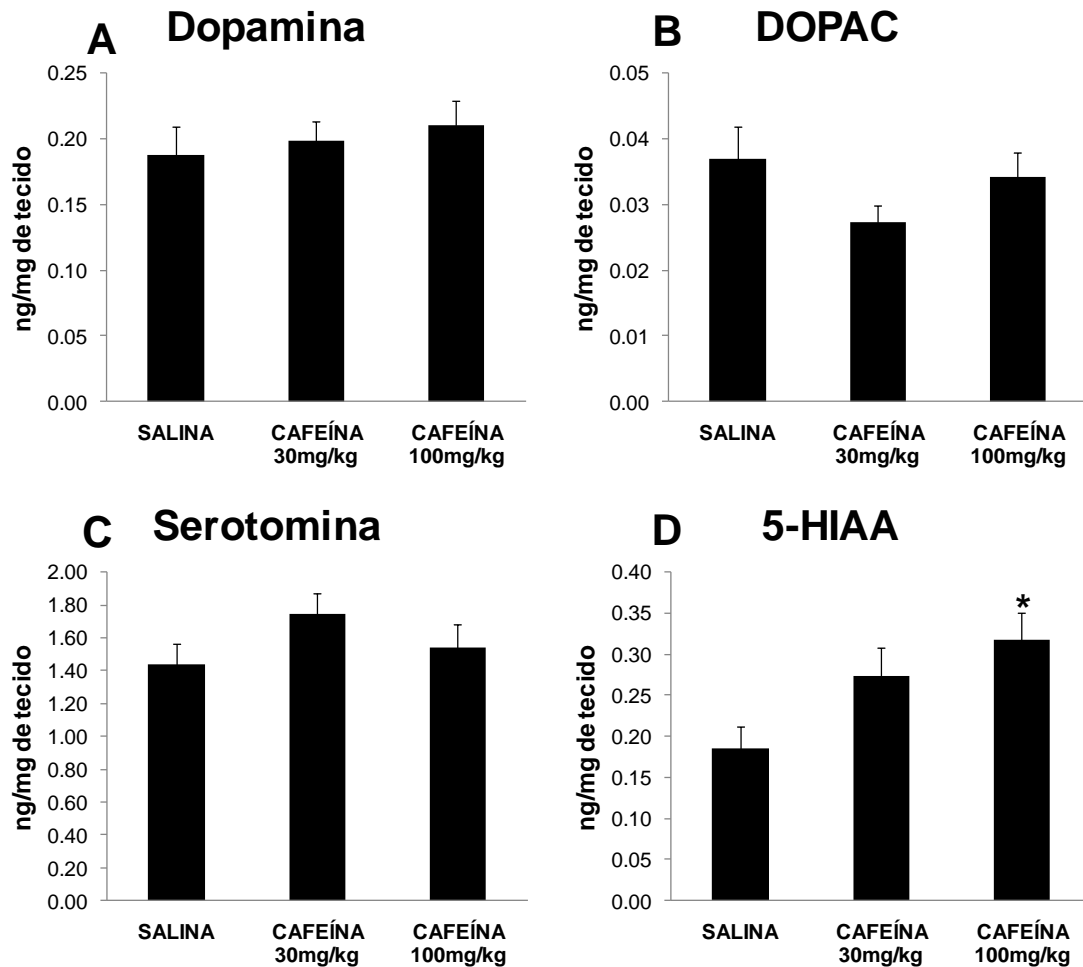 A Dopamina
ng/mg de tecido
0.25
0.20
0.15
0.10
0.05
0.00
SALINA
CAFEÍNA
30mg/kg
CAFEÍNA
100mg/kg
B DOPAC
ng/mg de tecido
0.05
0.04
0.03
0.02
0.01
0.00
SALINA
CAFEÍNA
30mg/kg
CAFEÍNA
100mg/kg
C Serotomina
ng/mg de tecido
2.00
1.80
1.60
1.40
1.20
1.00
0.80
0.60
0.40
0.20
0.00
SALINA
CAFEÍNA
30mg/kg
CAFEÍNA
100mg/kg
D 5-HIAA
ng/mg de tecido
0.40
0.35
0.30
0.25
0.20
0.15
0.10
0.05
0.00
*
SALINA
CAFEÍNA
30mg/kg
CAFEÍNA
100mg/kg